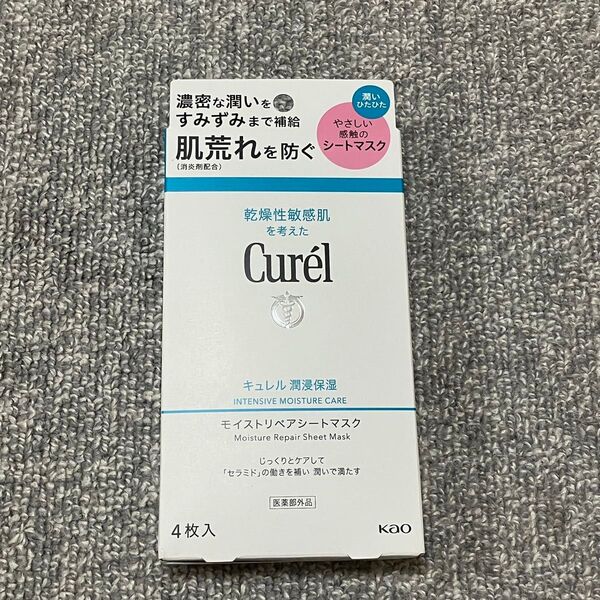 濃密な潤いを
すみずみまで補給
肌荒れを防ぐ
(消炎剤配合)
潤い
ひたひた
やさしい
感触の
シートマスク
乾燥性敏感肌
を考えた
Curél
キュレル 潤浸保湿
INTENSIVE MOISTURE CARE
モイストリペアシートマスク
Moisture Repair Sheet Mask
じっくりとケアして
「セラミド」の働きを補い 潤いで満たす
医薬部外品
4枚入
Kao